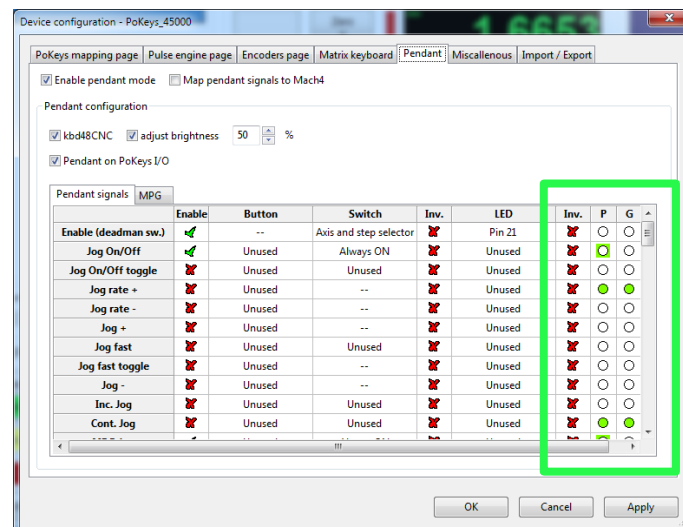 Device configuration - PoKeys_45000
PoKeys mapping page Pulse engine page Encoders page Matrix keyboard Pendant Miscallenous Import / Export
Enable pendant mode Map pendant signals to Mach4
Pendant configuration
kbd48CNC adjust brightness 50 %
Pendant on PoKeys I/O
Pendant signals MPG
Enable Button Switch Inv. LED Inv. P G
Enable (deadman sw.) -- Axis and step selector Pin 21
Jog On/Off Unused Always ON Unused
Jog On/Off toggle Unused Unused Unused
Jog rate + Unused -- Unused
Jog rate - Unused -- Unused
Jog + Unused -- Unused
Jog fast Unused Unused Unused
Jog fast toggle Unused -- Unused
Jog - Unused -- Unused
Inc. Jog Unused Unused Unused
Cont. Jog Unused Unused Unused
OK Cancel Apply